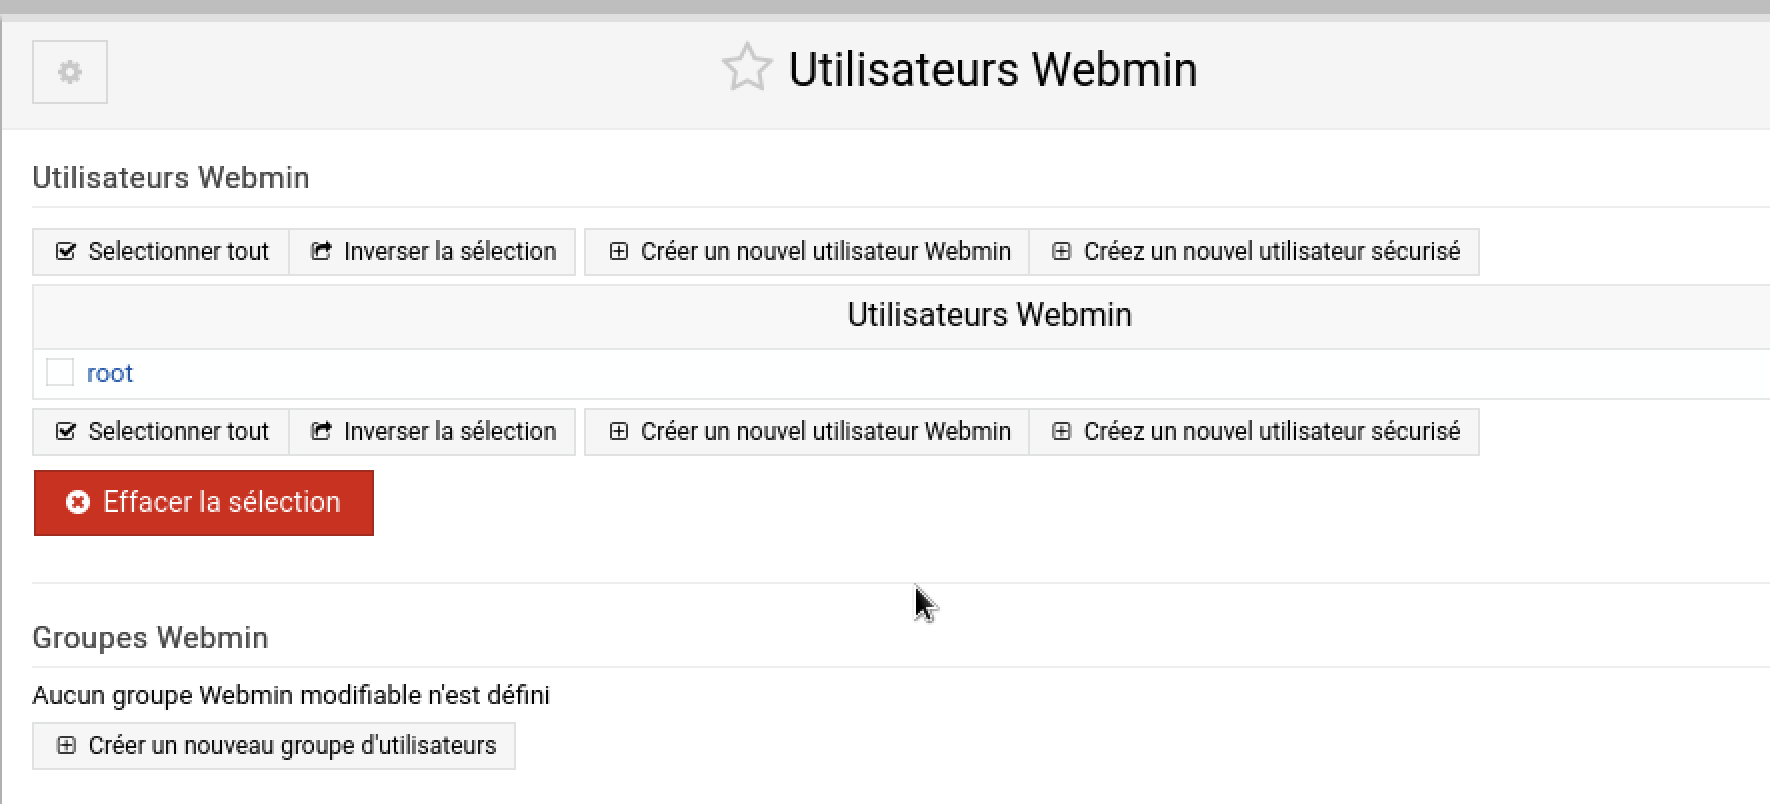 Utilisateurs Webmin
Utilisateurs Webmin
Selectionner tout Inverser la sélection Créer un nouvel utilisateur Webmin Créez un nouvel utilisateur sécurisé
Utilisateurs Webmin
root
Selectionner tout Inverser la sélection Créer un nouvel utilisateur Webmin Créez un nouvel utilisateur sécurisé
Effacer la sélection
Groupes Webmin
Aucun groupe Webmin modifiable n'est défini
Créer un nouveau groupe d'utilisateurs